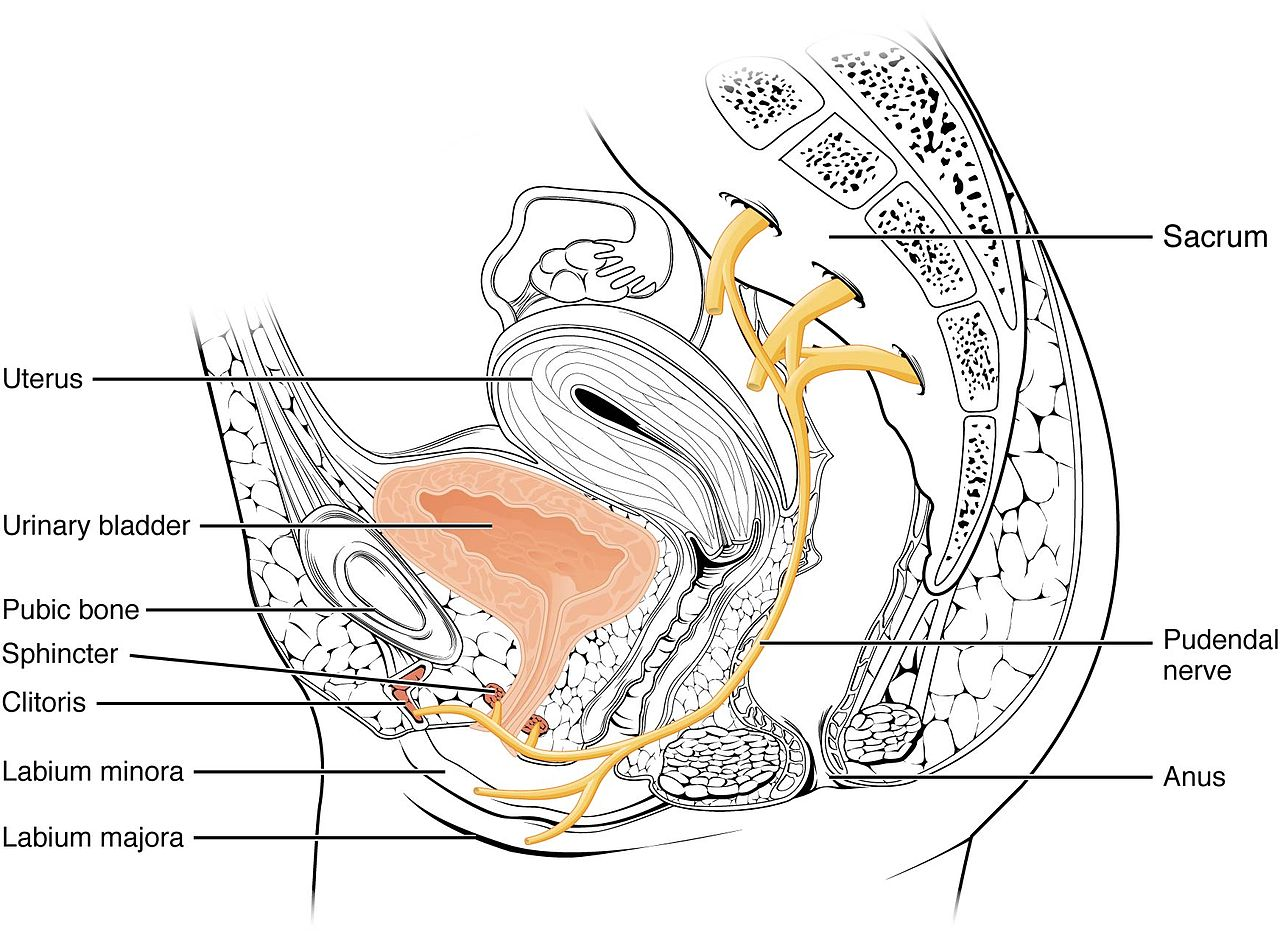 Sacrum
Uterus
Urinary bladder
Pubic bone
Sphincter
Clitoris
Labium minora
Labium majora
Pudendal
nerve
Anus